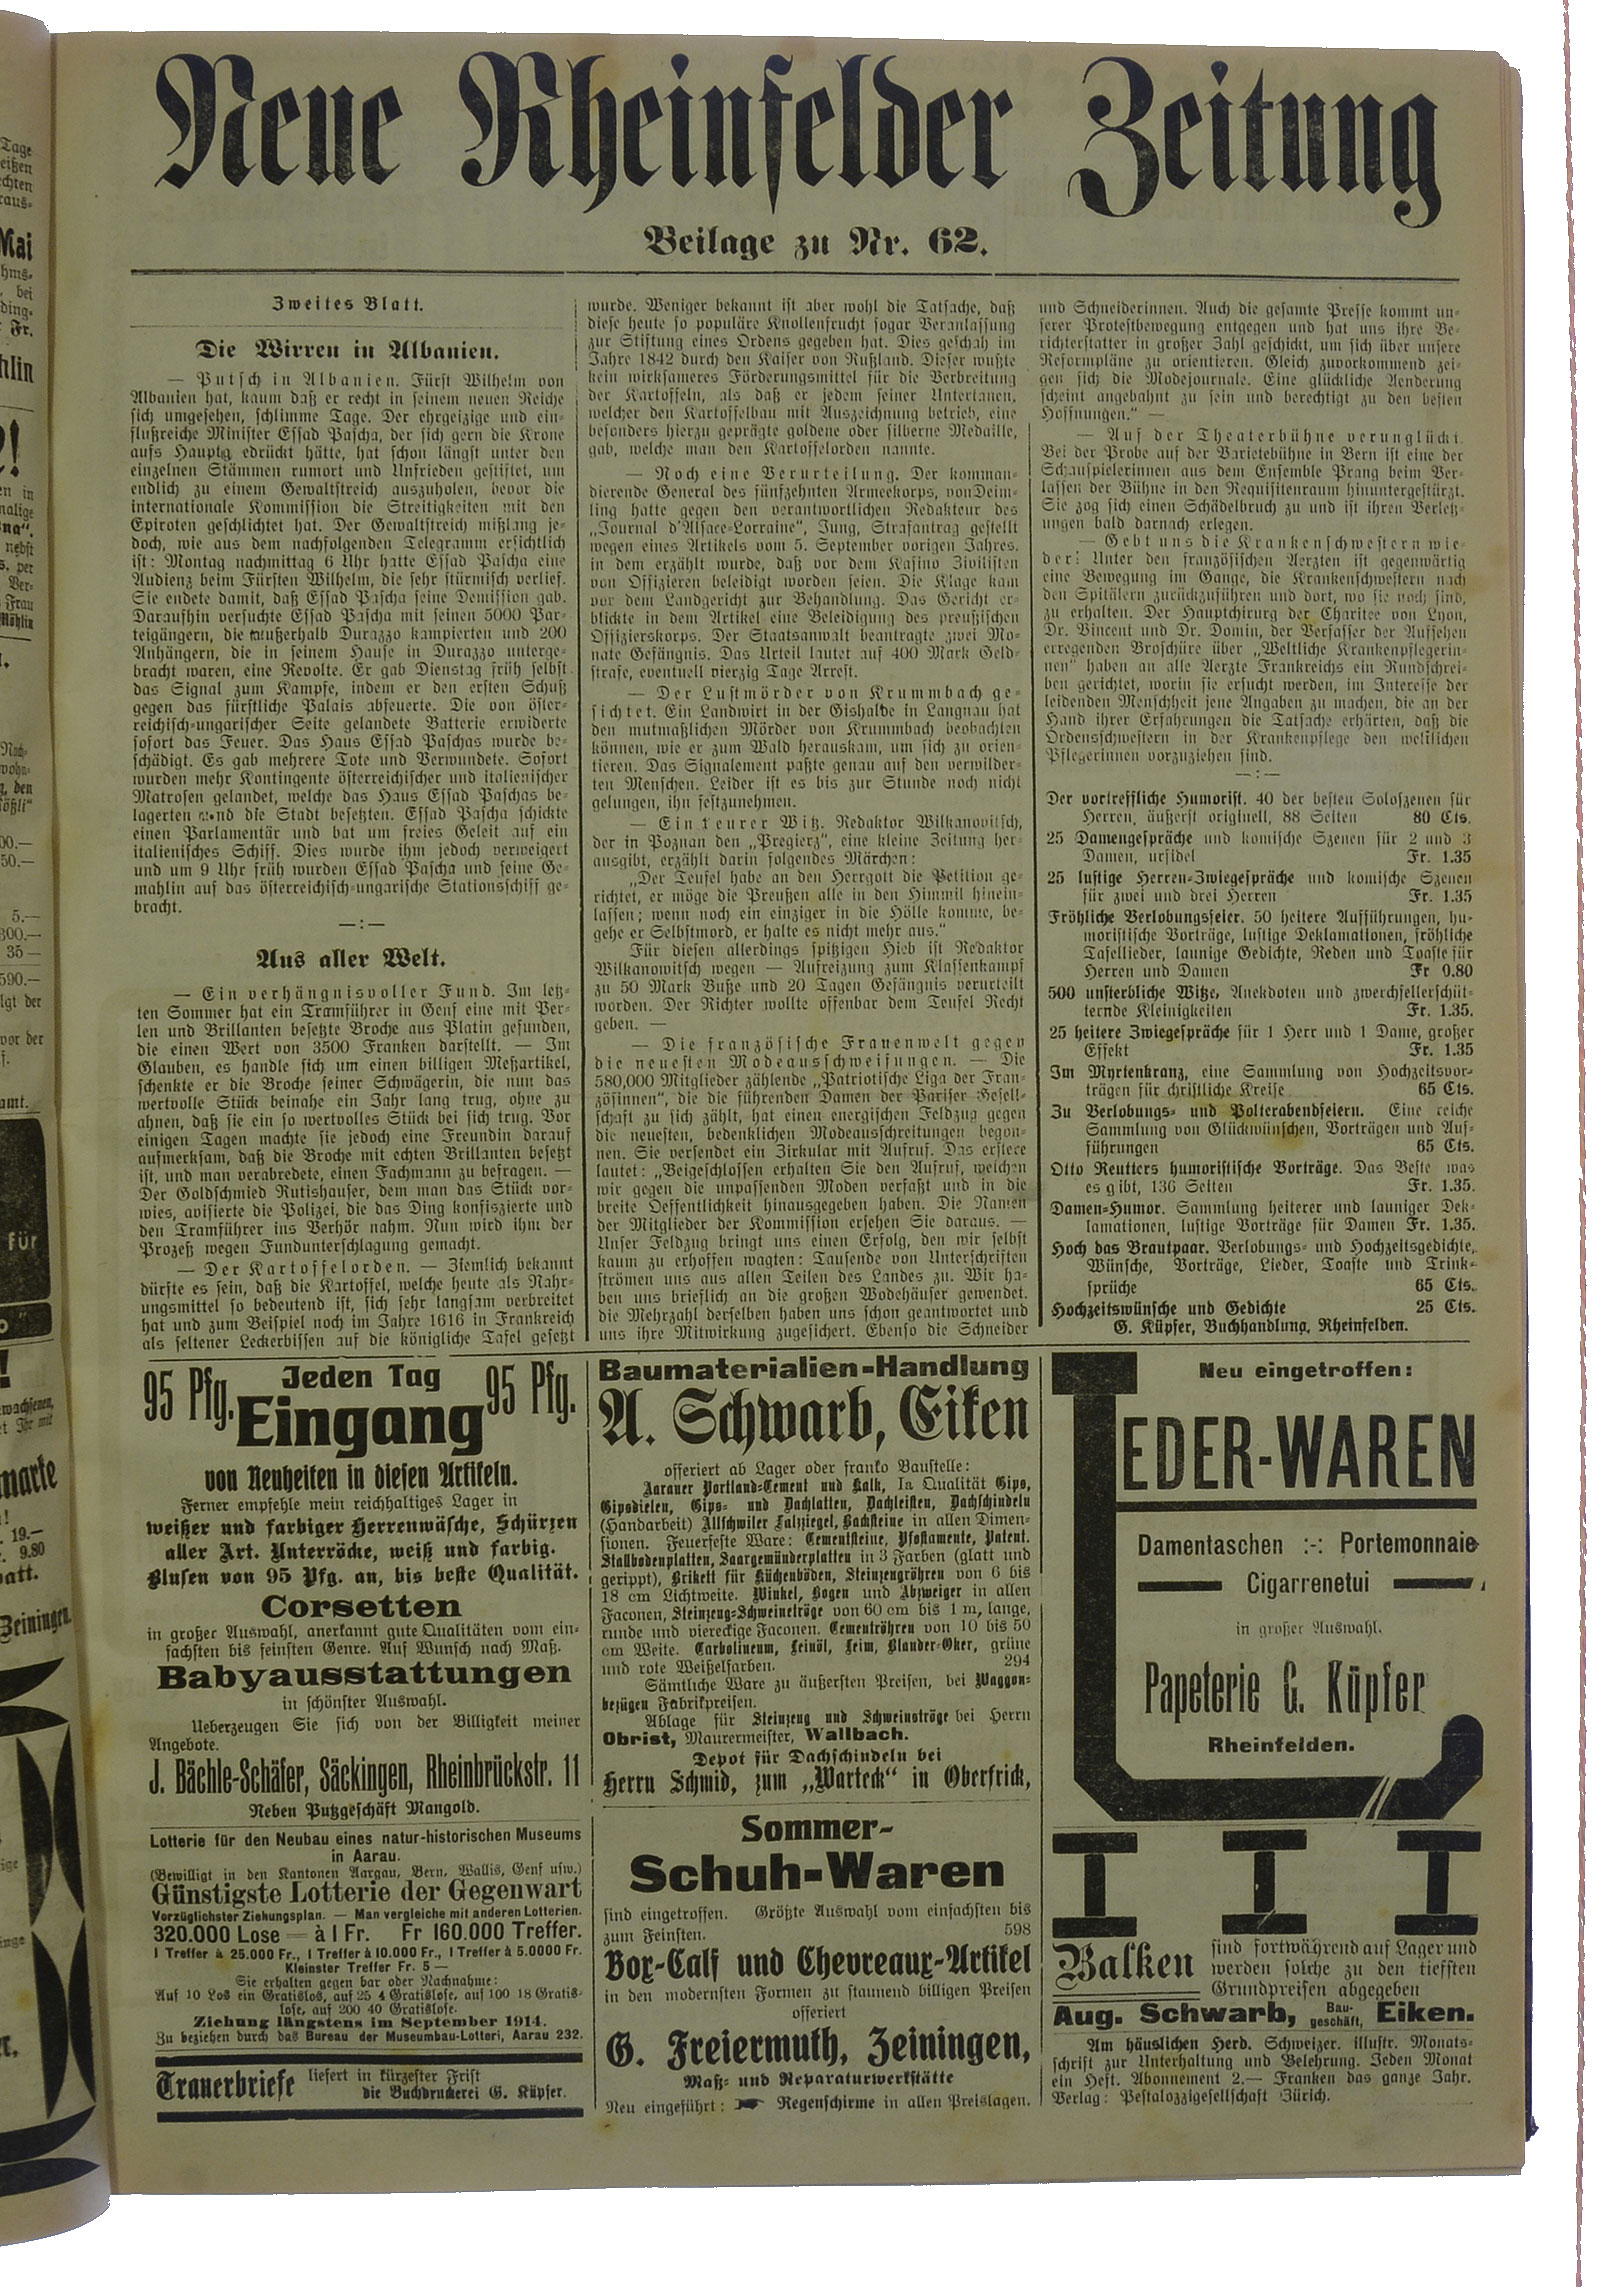 Neue Rheinfelder Zeitung
Beilage zu Nr. 62.
Zweites Blatt.
Die Wirren in Albanien.
— Putsch in Albanien. Fürst Wilhelm von
Albanien hat, kaum daß er recht in seinem neuen Reiche
sich umgesehen, schlimme Tage. Der ehrgeizige und ein-
flußreiche Minister Essad Pascha, der sich gern die Krone
aufs Hauptg edrückt hätte, hat schon längst unter den
einzelnen Stämmen rumort und Unfrieden gestiftet, um
endlich zu einem Gewaltstreich auszuholen, bevor die
internationale Kommission die Streitigkeiten mit den
Epiroten geschlichtet hat. Der Gewaltstreich mißlang je-
doch, wie aus dem nachfolgenden Telegramm ersichtlich
ist: Montag nachmittag 6 Uhr hatte Essad Pascha eine
Audienz beim Fürsten Wilhelm, die sehr stürmisch verlief.
Sie endete damit, daß Essad Pascha seine Demission gab.
Daraufhin versuchte Essad Pascha mit seinen 5000 Par-
teigängern, die außerhalb Durazzo kampierten und 200
Anhängern, die in seinem Hause in Durazzo unterge-
bracht waren, eine Revolte. Er gab Dienstag früh selbst
das Signal zum Kampfe, indem er den ersten Schuß
gegen das fürstliche Palais abfeuerte. Die von öster-
reichisch-ungarischer Seite gelandete Batterie erwiderte
sofort das Feuer. Das Haus Essad Paschas wurde be-
schädigt. Es gab mehrere Tote und Verwundete. Sofort
wurden mehr Kontingente österreichischer und italienischer
Matrosen gelandet, welche das Haus Essad Paschas be-
lagerten und die Stadt besetzten. Essad Pascha schickte
einen Parlamentär und bat um freies Geleit auf ein
italienisches Schiff. Dies wurde ihm jedoch verweigert
und um 9 Uhr früh wurden Essad Pascha und seine Ge-
mahlin auf das österreichisch-ungarische Stationsschiff ge-
bracht.
—:—
Aus aller Welt.
— Ein verhängnisvoller Fund. Im letz-
ten Sommer hat ein Tramführer in Genf eine mit Per-
len und Brillanten besetzte Broche aus Platin gefunden,
die einen Wert von 3500 Franken darstellt. — Im
Glauben, es handle sich um einen billigen Meßartikel,
schenkte er die Broche seiner Schwägerin, die nun das
wertvolle Stück beinahe ein Jahr lang trug, ohne zu
ahnen, daß sie ein so wertvolles Stück bei sich trug. Vor
einigen Tagen machte sie jedoch eine Freundin darauf
aufmerksam, daß die Broche mit echten Brillanten besetzt
ist, und man verabredete, einen Fachmann zu befragen. —
Der Goldschmied Rutishauser, dem man das Stück vor-
wies, avisierte die Polizei, die das Ding konfiszierte und
den Tramführer ins Verhör nahm. Nun wird ihm der
Prozeß wegen Fundunterschlagung gemacht.
— Der Kartoffelorden. — Ziemlich bekannt
dürfte es sein, daß die Kartoffel, welche heute als Nahr-
ungsmittel so bedeutend ist, sich sehr langsam verbreitet
hat und zum Beispiel noch im Jahre 1616 in Frankreich
als seltener Leckerbissen auf die königliche Tafel gesetzt
wurde. Weniger bekannt ist aber wohl die Tatsache, daß
diese heute so populäre Knollenfrucht sogar Veranlassung
zur Stiftung eines Ordens gegeben hat. Dies geschah im
Jahre 1842 durch den Kaiser von Rußland. Dieser wußte
kein wirksameres Förderungsmittel für die Verbreitung
der Kartoffeln, als daß er jedem seiner Untertanen,
welcher den Kartoffelbau mit Auszeichnung betrieb, eine
besonders hierzu geprägte goldene oder silberne Medaille,
gab, welche man den Kartoffelorden nannte.
— Noch eine Verurteilung. Der komman-
dierende General des fünfzehnten Armeekorps, von Deim-
ling hatte gegen den verantwortlichen Redakteur des
„Journal d'Alsace-Lorraine“, Jung, Strafantrag gestellt
wegen eines Artikels vom 5. September vorigen Jahres,
in dem erzählt wurde, daß vor dem Kasino Zivilisten
von Offizieren beleidigt worden seien. Die Klage kam
vor dem Landgericht zur Behandlung. Das Gericht er-
blickte in dem Artikel eine Beleidigung des preußischen
Offizierskorps. Der Staatsanwalt beantragte zwei Mo-
nate Gefängnis. Das Urteil lautet auf 400 Mark Geld-
strafe, eventuell vierzig Tage Arrest.
— Der Lustmörder von Krummbach ge-
sichtet. Ein Landwirt in der Gishalde in Langnau hat
den mutmaßlichen Mörder von Krummbach beobachten
können, wie er zum Wald herauskam, um sich zu orien-
tieren. Das Signalement paßte genau auf den verwilder-
ten Menschen. Leider ist es bis zur Stunde noch nicht
gelungen, ihn festzunehmen.
— Ein teurer Witz. Redaktor Wilkanowitsch,
der in Poznan den „Pregierz“, eine kleine Zeitung her-
ausgibt, erzählt darin folgendes Märchen:
„Der Teufel habe an den Herrgott die Petition ge-
richtet, er möge die Preußen alle in den Himmil hinein-
lassen; wenn noch ein einziger in die Hölle komme, be-
gehe er Selbstmord, er halte es nicht mehr aus.“
Für diesen allerdings spitzigen Hieb ist Redaktor
Wilkanowitsch wegen — Aufreizung zum Klassenkampf
zu 50 Mark Buße und 20 Tagen Gefängnis verurteilt
worden. Der Richter wollte offenbar dem Teufel Recht
geben. —
— Die französische Frauenwelt gegen
die neuesten Modeausschweifungen. — Die
580,000 Mitglieder zählende „Patriotische Liga der Fran-
zösinnen“, die die führenden Damen der Pariser Gesell-
schaft zu sich zählt, hat einen energischen Feldzug gegen
die neuesten, bedenklichen Modeausschreitungen begon-
nen. Sie versendet ein Zirkular mit Aufruf. Das erstere
lautet: „Beigeschlossen erhalten Sie den Aufruf, welchen
wir gegen die unpassenden Moden verfaßt und in die
breite Oeffentlichkeit hinausgegeben haben. Die Namen
der Mitglieder der Kommission ersehen Sie daraus. —
Unser Feldzug bringt uns einen Erfolg, den wir selbst
kaum zu erhoffen wagten: Tausende von Unterschriften
strömen uns aus allen Teilen des Landes zu. Wir ha-
ben uns brieflich an die großen Modehäuser gewendet.
die Mehrzahl derselben haben uns schon geantwortet und
uns ihre Mitwirkung zugesichert. Ebenso die Schneider
und Schneiderinnen. Auch die gesamte Presse kommt un-
serer Protestbewegung entgegen und hat uns ihre Be-
richterstatter in großer Zahl geschickt, um sich über unsere
Reformpläne zu orientieren. Gleich zuvorkommend zei-
gen sich die Modejournale. Eine glückliche Aenderung
scheint angebahnt zu sein und berechtigt zu den besten
Hoffnungen.“ —
— Auf der Theaterbühne verunglückt.
Bei der Probe auf der Varietebühne in Bern ist eine der
Schauspielerinnen aus dem Ensemble Prang beim Ver-
lassen der Bühne in den Requisitenraum hinuntergestürzt.
Sie zog sich einen Schädelbruch zu und ist ihren Verletz-
ungen bald darnach erlegen.
— Gebt uns die Krankenschwestern wie-
der! Unter den französischen Aerzten ist gegenwärtig
eine Bewegung im Gange, die Krankenschwestern nach
den Spitälern zurückzuführen und dort, wo sie noch sind,
zu erhalten. Der Hauptchirurg der Charitee von Lyon,
Dr. Vincent und Dr. Domin, der Verfasser der Aufsehen
erregenden Broschüre über „Weltliche Krankenpflegerin-
nen“ haben an alle Aerzte Frankreichs ein Rundschrei-
ben gerichtet, worin sie ersucht werden, im Interesse der
leidenden Menschheit jene Angaben zu machen, die an der
Hand ihrer Erfahrungen die Tatsache erhärten, daß die
Ordensschwestern in der Krankenpflege den weltlichen
Pflegerinnen vorzuziehen sind.
—:—
Der vortreffliche Humorist. 40 der besten Soloszenen für
Herren, äußerst originell, 88 Seiten 80 Cts.
25 Damengespräche und komische Szenen für 2 und 3
Damen, urfidel Fr. 1.35
25 lustige Herren-Zwiegespräche und komische Szenen
für zwei und drei Herren Fr. 1.35
Fröhliche Verlobungsfeier. 50 heitere Aufführungen, hu-
moristische Vorträge, lustige Deklamationen, fröhliche
Tafellieder, launige Gedichte, Reden und Toaste für
Herren und Damen Fr 0.80
500 unsterbliche Witze, Anekdoten und zwerchfellerschüt-
ternde Kleinigkeiten Fr. 1.35.
25 heitere Zwiegespräche für 1 Herr und 1 Dame, großer
Effekt Fr. 1.35
Im Myrtenkranz, eine Sammlung von Hochzeitsvor-
trägen für christliche Kreise 65 Cts.
Zu Verlobungs- und Polterabendfeiern. Eine reiche
Sammlung von Glückwünschen, Vorträgen und Auf-
führungen 65 Cts.
Otto Reutters humoristische Vorträge. Das Beste was
es gibt, 136 Seiten Fr. 1.35.
Damen-Humor. Sammlung heiterer und launiger Dek-
lamationen, lustige Vorträge für Damen Fr. 1.35.
Hoch das Brautpaar. Verlobungs- und Hochzeitsgedichte,
Wünsche, Vorträge, Lieder, Toaste und Trink-
sprüche 65 Cts.
Hochzeitswünsche und Gedichte 25 Cts.
G. Küpfer, Buchhandlung, Rheinfelden.
95 Pfg. Jeden Tag 95 Pfg.
Eingang
von Neuheiten in diesen Artikeln.
Ferner empfehle mein reichhaltiges Lager in
weißer und farbiger Herrenwäsche, Schürzen
aller Art. Unterröcke, weiß und farbig.
Blusen von 95 Pfg. an, bis beste Qualität.
Corsetten
in großer Auswahl, anerkannt gute Qualitäten vom ein-
fachsten bis feinsten Genre. Auf Wunsch nach Maß.
Babyausstattungen
in schönster Auswahl.
Ueberzeugen Sie sich von der Billigkeit meiner
Angebote.
J. Bächle-Schäfer, Säckingen, Rheinbrückstr. 11
Neben Putzgeschäft Mangold.
Lotterie für den Neubau eines natur-historischen Museums
in Aarau.
(Bewilligt in den Kantonen Aargau, Bern, Wallis, Genf usw.)
Günstigste Lotterie der Gegenwart
Vorzüglichster Ziehungsplan. — Man vergleiche mit anderen Lotterien.
320.000 Lose — à 1 Fr. Fr 160.000 Treffer.
1 Treffer à 25.000 Fr., 1 Treffer à 10.000 Fr., 1 Treffer à 5.0000 Fr.
Kleinster Treffer Fr. 5—
Sie erhalten gegen bar oder Nachnahme:
Auf 10 Los ein Gratislos, auf 25 4 Gratislose, auf 100 18 Gratis-
lose, auf 200 40 Gratislose.
Ziehung längstens im September 1914.
Zu beziehen durch das Bureau der Museumbau-Lotteri, Aarau 232.
Trauerbriefe liefert in kürzester Frist
die Buchdruckerei G. Küpfer.
Baumaterialien-Handlung
A. Schwarb, Eiken
offeriert ab Lager oder franko Baustelle:
Aarauer Portland-Cement und Kalk, Ia Qualität Gips,
Gipsdielen, Gips- und Dachlatten, Dachleisten, Dachschindeln
(Handarbeit) Allschwiler Falzziegel, Backsteine in allen Dimen-
sionen. Feuerfeste Ware: Cementsteine, Pfostamente, Patent.
Stallbodenplatten, Saargemünderplatten in 3 Farben (glatt und
gerippt), Brikett für Küchenböden, Steinzeugröhren von 6 bis
18 cm Lichtweite. Winkel, Bogen und Abzweiger in allen
Faconen, Steinzeug-Schweinetröge von 60 cm bis 1 m, lange,
runde und viereckige Faconen. Cementröhren von 10 bis 50
cm Weite. Carbolineum, Leinöl, Leim, Blander-Oker, grüne
und rote Weißelfarben. 294
Sämtliche Ware zu äußersten Preisen, bei Waggon-
bezügen Fabrikpreisen.
Ablage für Steinzeug und Schweinströge bei Herrn
Obrist, Maurermeister, Wallbach.
Depot für Dachschindeln bei
Herrn Schmid, zum „Warteck“ in Oberfrick,
Sommer-
Schuh-Waren
sind eingetroffen. Größte Auswahl vom einfachsten bis
zum Feinsten. 598
Box-Calf und Chevreaux-Artikel
in den modernsten Formen zu staunend billigen Preisen
offeriert
G. Freiermuth, Zeiningen,
Maß- und Reparaturwerkstätte
Neu eingeführt: Regenschirme in allen Preislagen.
Neu eingetroffen:
LEDER-WAREN
Damentaschen :-: Portemonnaie
Cigarrenetui
in großer Auswahl.
Papeterie G. Küpfer
Rheinfelden.
I I I
Balken sind fortwährend auf Lager und
werden solche zu den tiefsten
Grundpreisen abgegeben
Aug. Schwarb, Bau-
geschäft, Eiken.
Am häuslichen Herd. Schweizer. illustr. Monats-
schrift zur Unterhaltung und Belehrung. Jeden Monat
ein Heft. Abonnement 2.— Franken das ganze Jahr.
Verlag: Pestalozzigesellschaft Zürich.